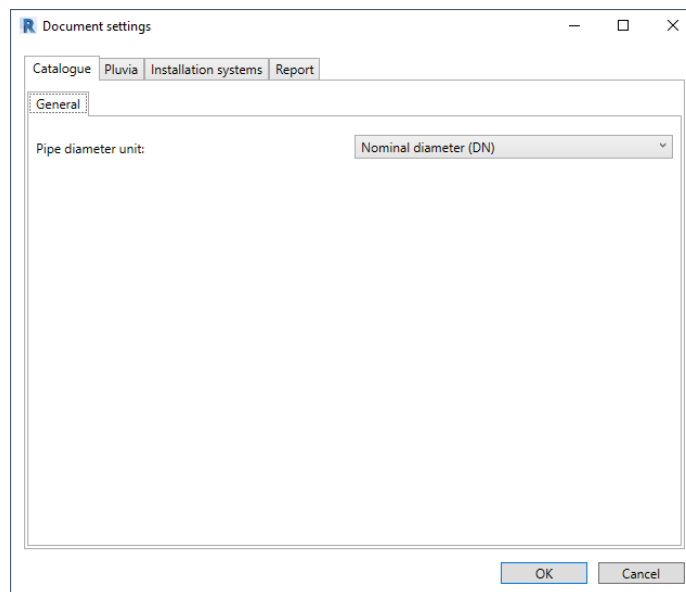 R Document settings
Catalogue Pluvia Installation systems Report
General
Pipe diameter unit: Nominal diameter (DN)
OK Cancel